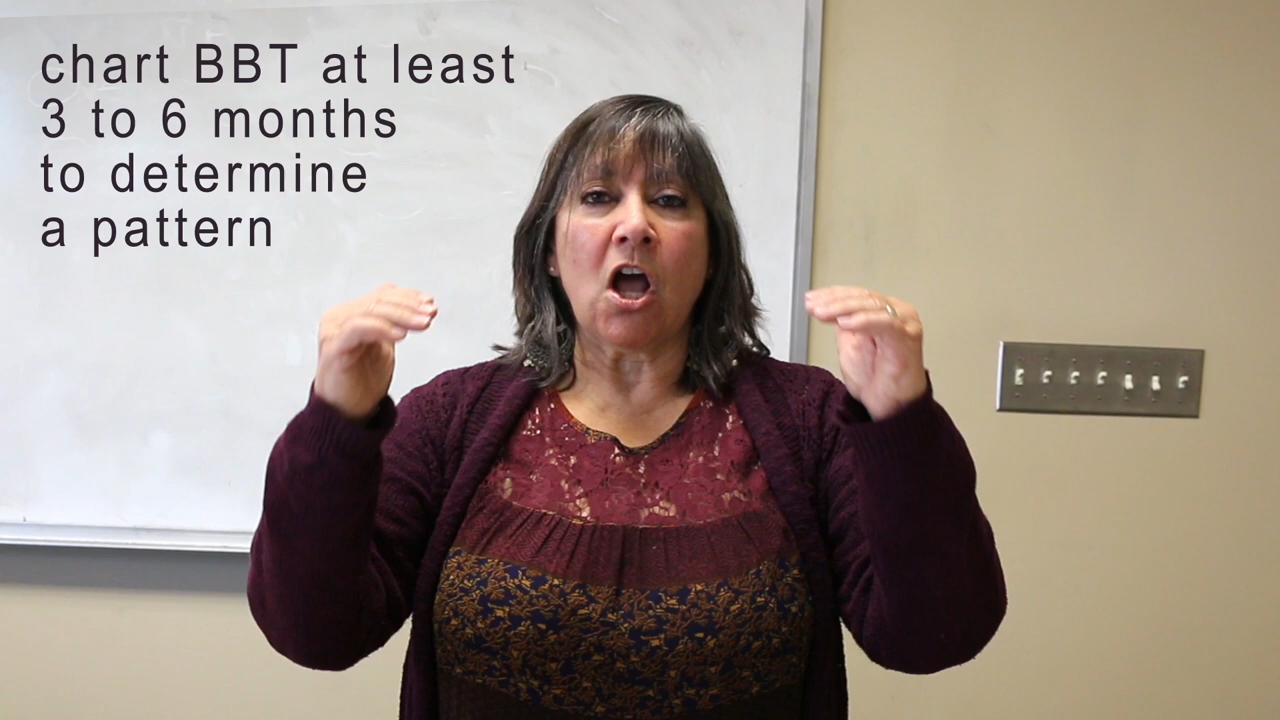 chart BBT at least
3 to 6 months
to determine
a pattern